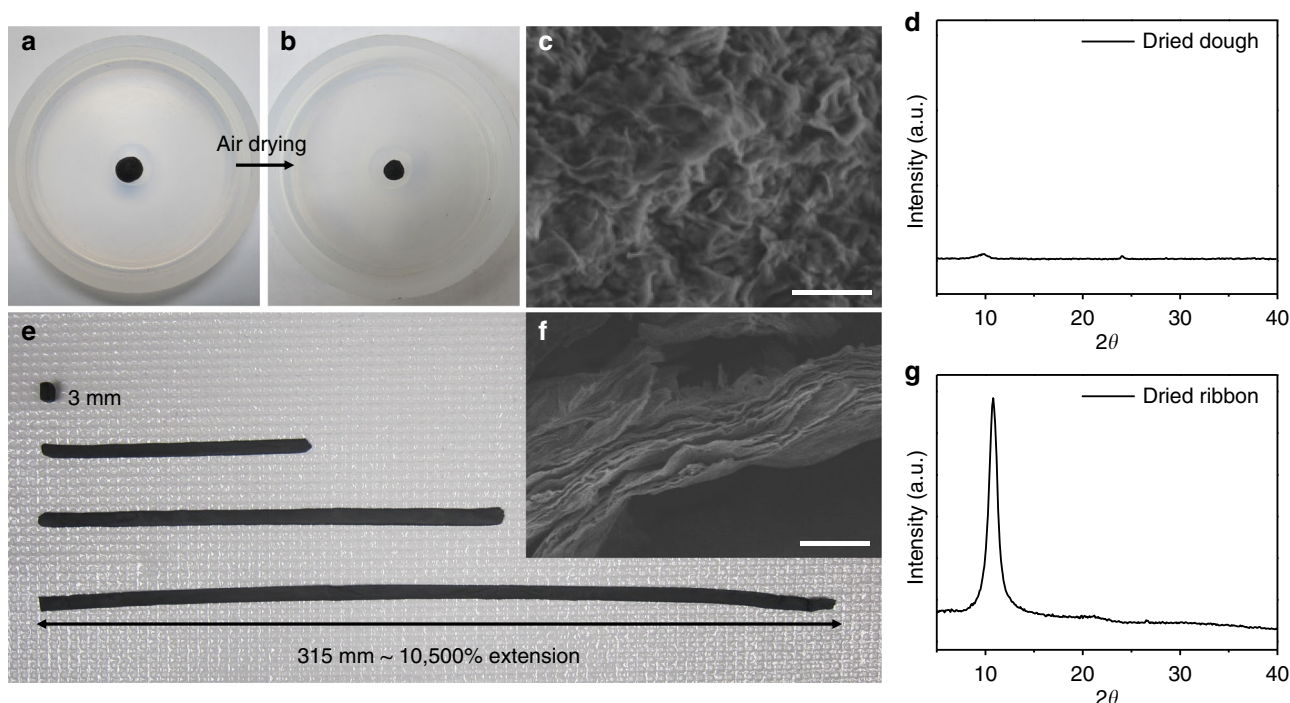 a
b
Air drying
c
d
Dried dough
Intensity (a.u.)
10
20
30
40
2θ
e
3 mm
315 mm ~ 10,500% extension
f
g
Dried ribbon
Intensity (a.u.)
10
20
30
40
2θ